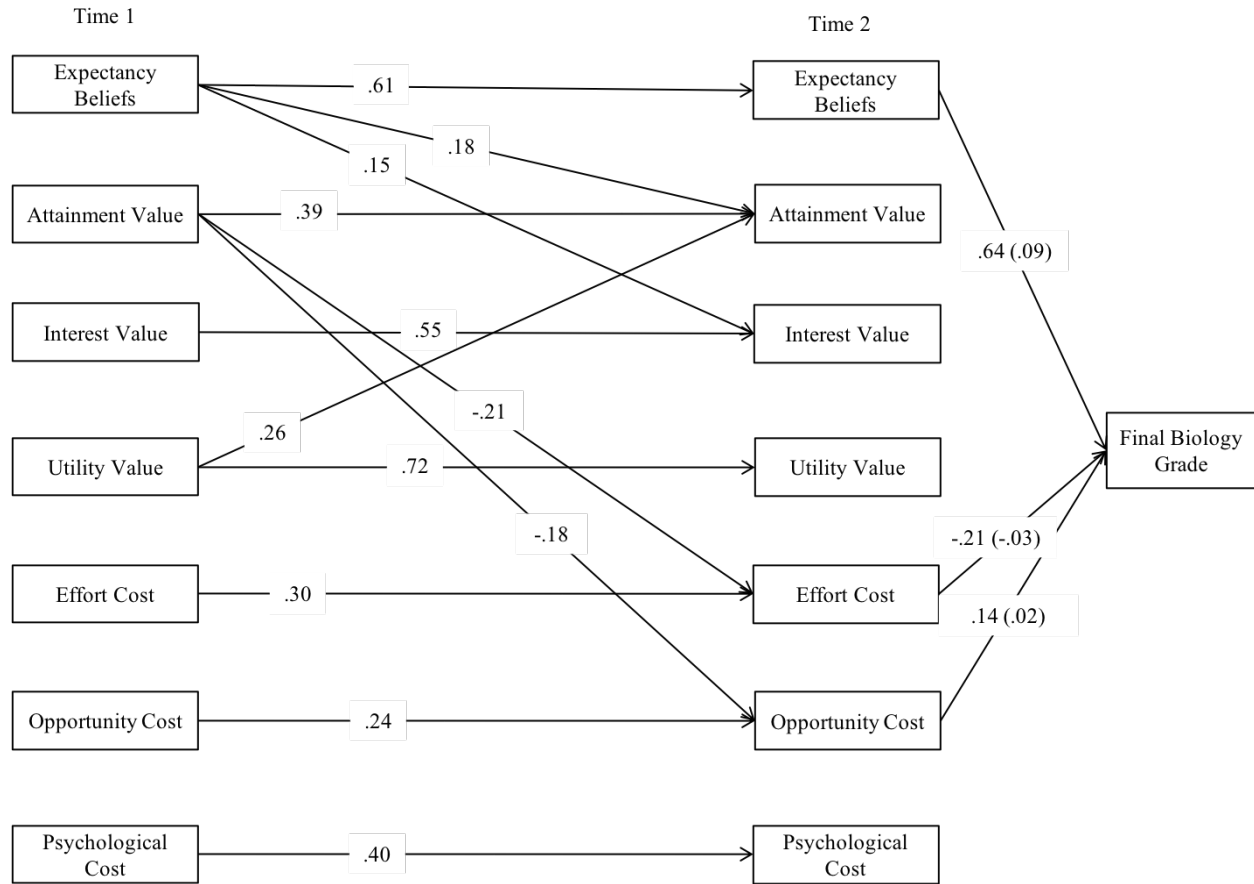 Time 1
Time 2
Expectancy
Beliefs
.61
Expectancy
Beliefs
.18
.15
Attainment Value
.39
Attainment Value
.64 (.09)
Interest Value
.55
Interest Value
-.21
.26
Final Biology
Grade
Utility Value
.72
Utility Value
-.18
-.21 (-.03)
Effort Cost
.30
Effort Cost
.14 (.02)
Opportunity Cost
.24
Opportunity Cost
Psychological
Cost
.40
Psychological
Cost